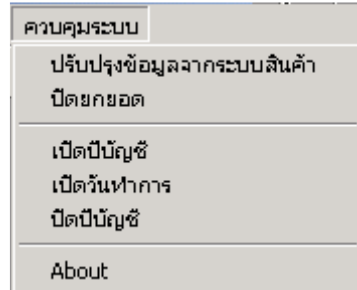 ควบคุมระบบ
ปรับปรุงข้อมูลจากระบบสินค้า
ปิดยกยอด
เปิดปีบัญชี
เปิดวันทำการ
ปิดปีบัญชี
About